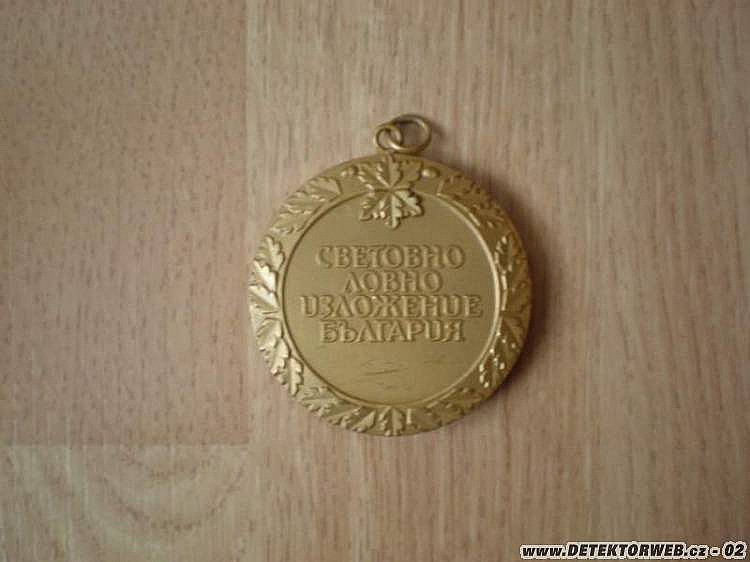 СВЕТОВНО
ЛОВНО
ИЗЛОЖЕНИЕ
БЪЛГАРИЯ
www.DETEKTORWEB.cz - 02